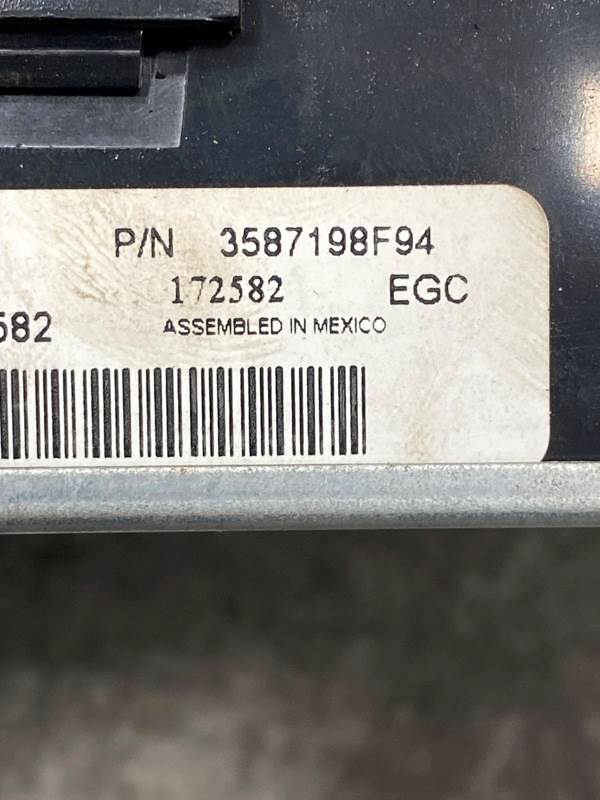 P/N 3587198F94
172582 EGC
582 ASSEMBLED IN MEXICO